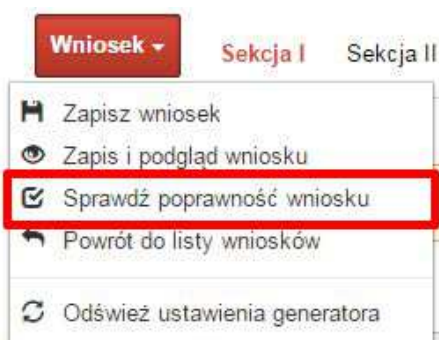 Wniosek Sekcja I Sekcja II
Zapisz wniosek
Zapis i podgląd wniosku
Sprawdź poprawność wniosku
Powrót do listy wniosków
Odśwież ustawienia generatora